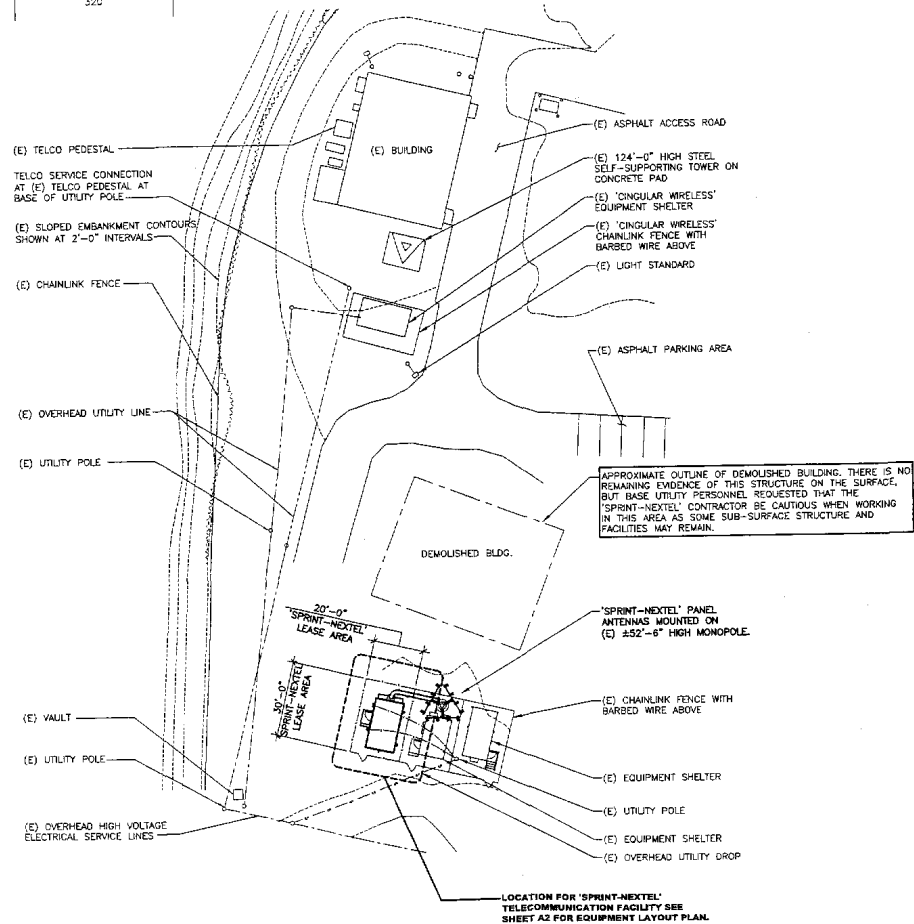 320
(E) TELCO PEDESTAL
TELCO SERVICE CONNECTION
AT (E) TELCO PEDESTAL AT
BASE OF UTILITY POLE
(E) SLOPED EMBANKMENT CONTOURS
SHOWN AT 2'-0" INTERVALS
(E) CHAINLINK FENCE
(E) OVERHEAD UTILITY LINE
(E) UTILITY POLE
(E) VAULT
(E) UTILITY POLE
(E) OVERHEAD HIGH VOLTAGE
ELECTRICAL SERVICE LINES
(E) BUILDING
DEMOLISHED BLDG.
20'-0"
'SPRINT-NEXTEL'
LEASE AREA
30'-0"
'SPRINT-NEXTEL'
LEASE AREA
(E) ASPHALT ACCESS ROAD
(E) 124'-0" HIGH STEEL
SELF-SUPPORTING TOWER ON
CONCRETE PAD
(E) 'CINGULAR WIRELESS'
EQUIPMENT SHELTER
(E) 'CINGULAR WIRELESS'
CHAINLINK FENCE WITH
BARBED WIRE ABOVE
(E) LIGHT STANDARD
(E) ASPHALT PARKING AREA
APPROXIMATE OUTLINE OF DEMOLISHED BUILDING. THERE IS NO
REMAINING EVIDENCE OF THIS STRUCTURE ON THE SURFACE,
BUT BASE UTILITY PERSONNEL REQUESTED THAT THE
'SPRINT-NEXTEL' CONTRACTOR BE CAUTIOUS WHEN WORKING
IN THIS AREA AS SOME SUB-SURFACE STRUCTURE AND
FACILITIES MAY REMAIN.
'SPRINT-NEXTEL' PANEL
ANTENNAS MOUNTED ON
(E) ±52'-6" HIGH MONOPOLE.
(E) CHAINLINK FENCE WITH
BARBED WIRE ABOVE
(E) EQUIPMENT SHELTER
(E) UTILITY POLE
(E) EQUIPMENT SHELTER
(E) OVERHEAD UTILITY DROP
LOCATION FOR 'SPRINT-NEXTEL'
TELECOMMUNICATION FACILITY SEE
SHEET A2 FOR EQUIPMENT LAYOUT PLAN.